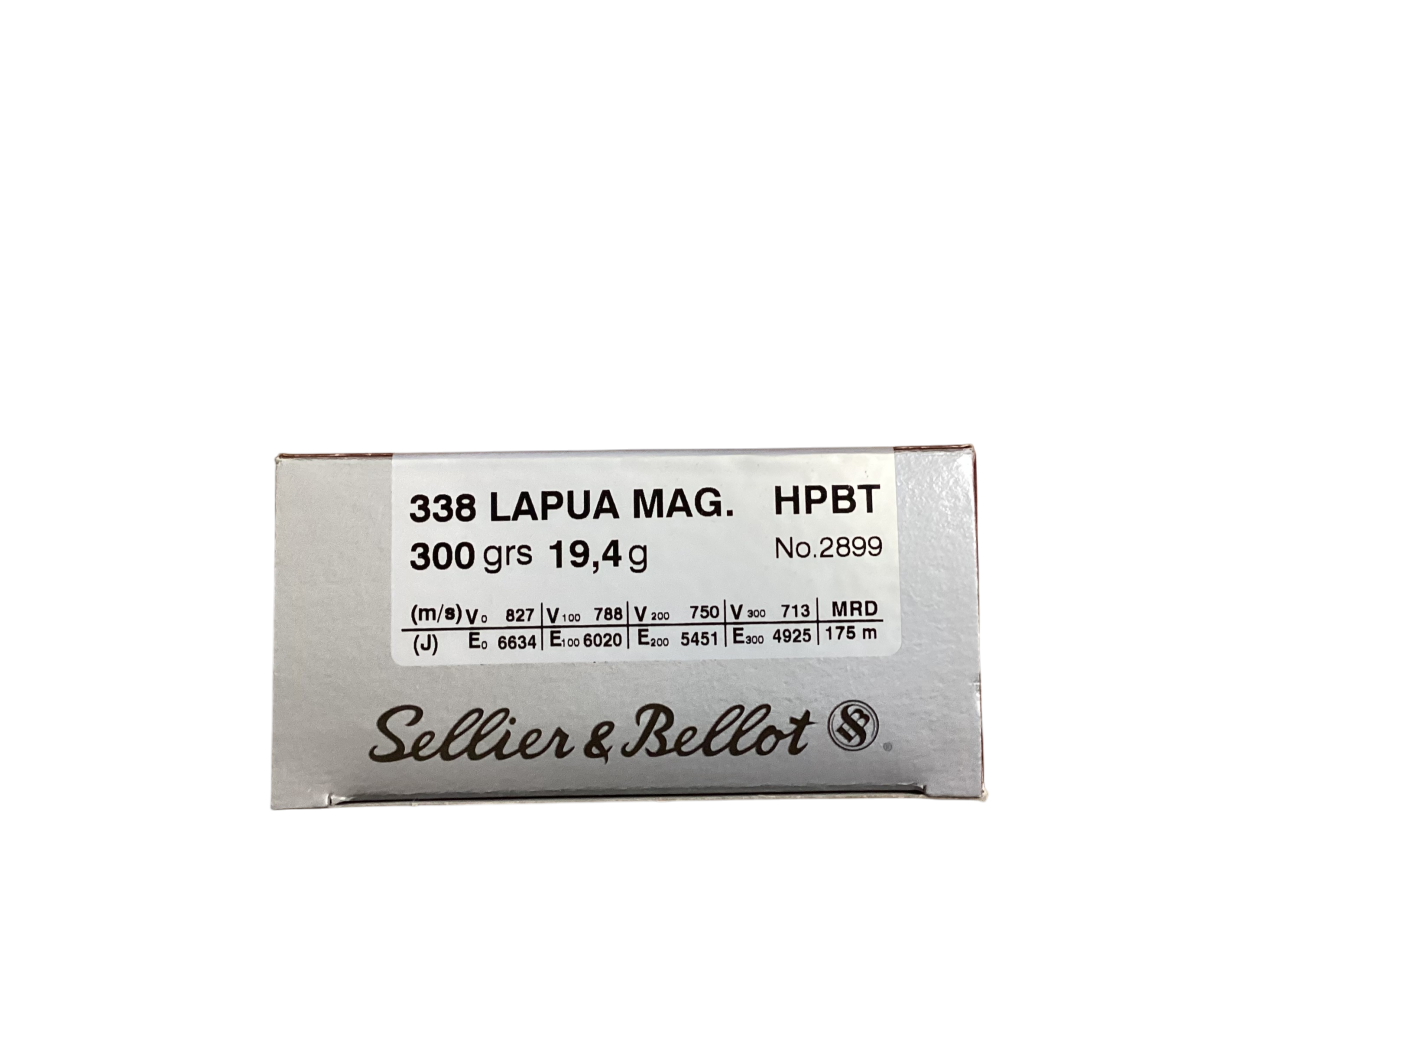 338 LAPUA MAG. HPBT
300 grs 19,4 g No.2899
(m/s) V0 827 V100 788 V200 750 V300 713 MRD
(J) E0 6634 E100 6020 E200 5451 E300 4925 175 m
Sellier & Bellot SB ®